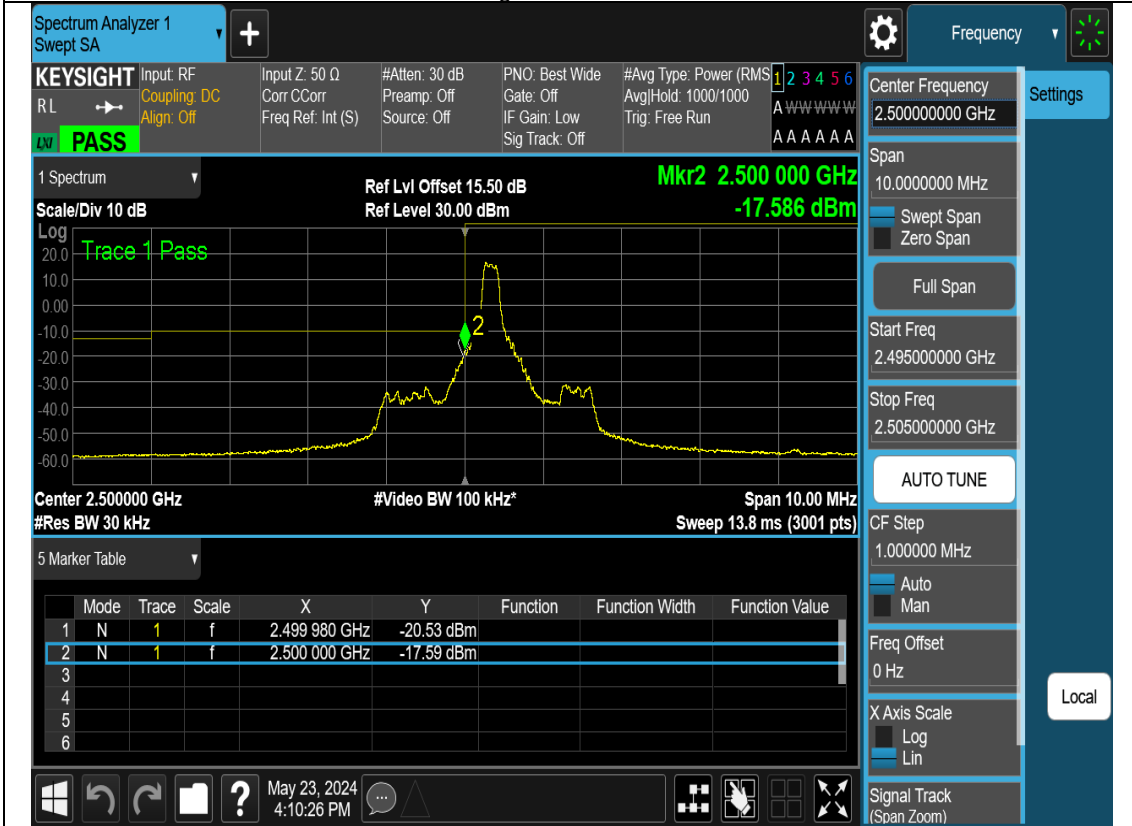 Spectrum Analyzer 1
Swept SA
+
Frequency
KEYSIGHT
RL
LXI
PASS
Input: RF
Coupling: DC
Align: Off
Input Z: 50 Ω
Corr CCorr
Freq Ref: Int (S)
#Atten: 30 dB
Preamp: Off
Source: Off
PNO: Best Wide
Gate: Off
IF Gain: Low
Sig Track: Off
#Avg Type: Power (RMS
Avg|Hold: 1000/1000
Trig: Free Run
1 2 3 4 5 6
A W W W W W
A A A A A A
1 Spectrum
Scale/Div 10 dB
Ref Lvl Offset 15.50 dB
Ref Level 30.00 dBm
Mkr2 2.500 000 GHz
-17.586 dBm
Log
Trace 1 Pass
20.0
10.0
0.00
-10.0
-20.0
-30.0
-40.0
-50.0
-60.0
2
Center 2.500000 GHz
#Res BW 30 kHz
#Video BW 100 kHz*
Span 10.00 MHz
Sweep 13.8 ms (3001 pts)
5 Marker Table
Mode Trace Scale X Y Function Function Width Function Value
1 N 1 f 2.499 980 GHz -20.53 dBm
2 N 1 f 2.500 000 GHz -17.59 dBm
3
4
5
6
May 23, 2024
4:10:26 PM
?
Center Frequency
2.500000000 GHz
Settings
Span
10.0000000 MHz
Swept Span
Zero Span
Full Span
Start Freq
2.495000000 GHz
Stop Freq
2.505000000 GHz
AUTO TUNE
CF Step
1.000000 MHz
Auto
Man
Freq Offset
0 Hz
Local
X Axis Scale
Log
Lin
Signal Track
(Span Zoom)